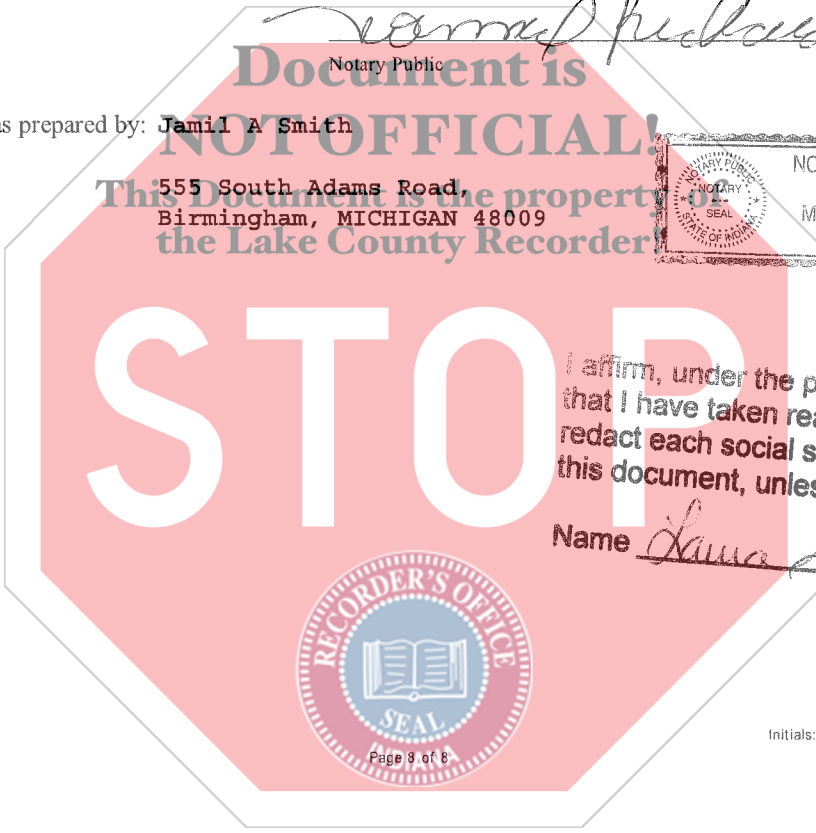 Document is
Notary Public
as prepared by: Jamil A Smith
NOT OFFICIAL!
555 South Adams Road,
This Document is the property of
Birmingham, MICHIGAN 48009
the Lake County Recorder!
NO
NOTARY PUBLIC
NOTARY
SEAL
STATE OF INDIANA
M
STOP
I affirm, under the p
that I have taken rea
redact each social s
this document, unles
Name Laura
RECORDER'S OFFICE
SEAL
INDIANA
Initials:
Page 8 of 8